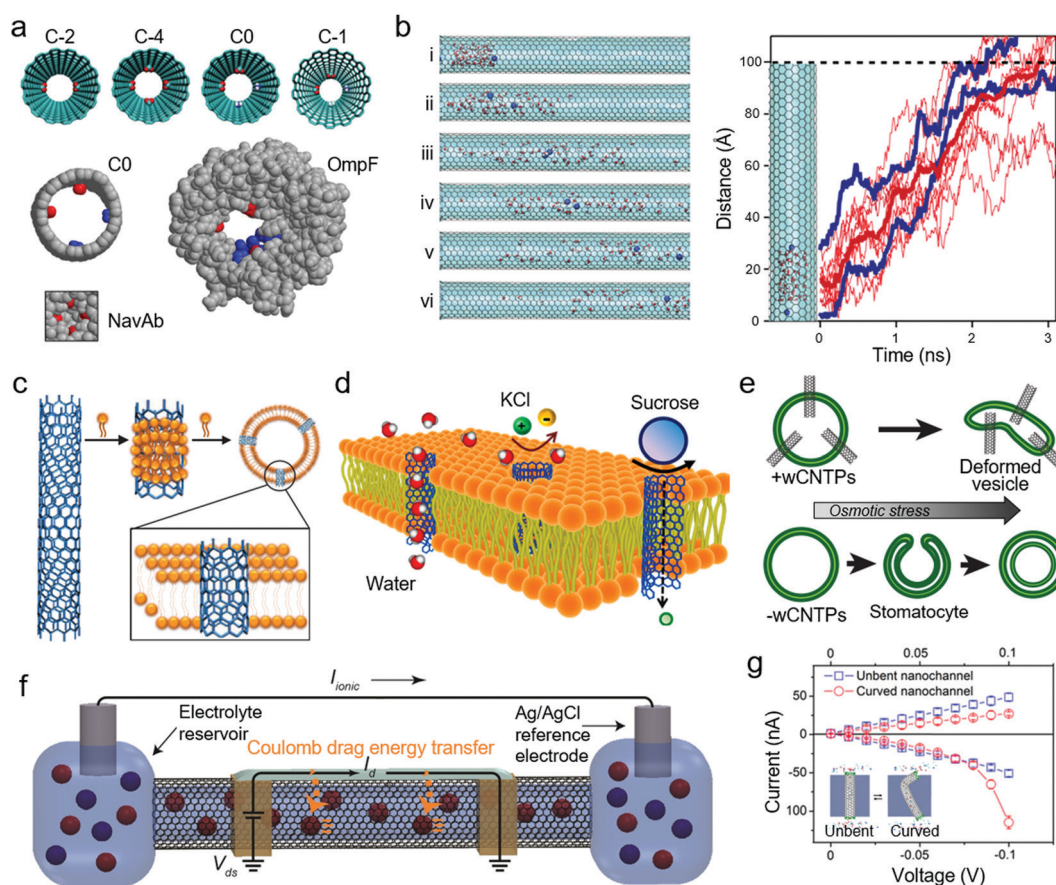 a
C-2 C-4 C0 C-1
C0
OmpF
NavAb
b
i
ii
iii
iv
v
vi
Distance (Å)
100
80
60
40
20
0
0 1 2 3
Time (ns)
c
d
KCl
+ -
Sucrose
Water
e
+wCNTPs
Deformed
vesicle
Osmotic stress
-wCNTPs
Stomatocyte
f
I ionic
Electrolyte
reservoir
Ag/AgCl
reference
electrode
Coulomb drag energy transfer
I d
V ds
g
0 0.05 0.1
Unbent nanochannel
Curved nanochannel
Current (nA)
50
0
-50
100
Unbent Curved
0 -0.05 -0.1
Voltage (V)